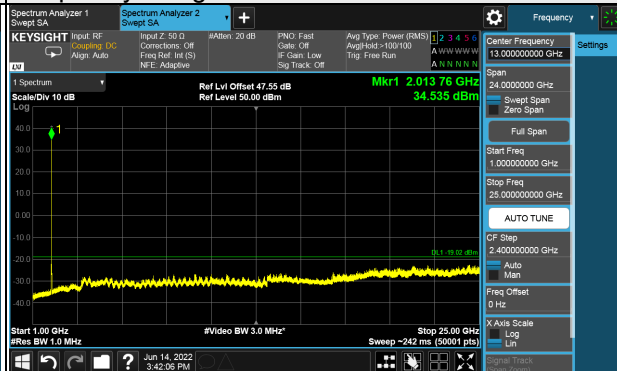 Spectrum Analyzer 1
Swept SA
Spectrum Analyzer 2
Swept SA
Frequency
KEYSIGHT
Input: RF
Coupling: DC
Align: Auto
Input Z: 50 Ω
Corrections: Off
Freq Ref: Int (S)
NFE: Adaptive
#Atten: 20 dB
PNO: Fast
Gate: Off
IF Gain: Low
Sig Track: Off
Avg Type: Power (RMS)
Avg|Hold:>100/100
Trig: Free Run
1 2 3 4 5 6
A W W W W W
A N N N N N
LXI
1 Spectrum
Scale/Div 10 dB
Log
Ref Lvl Offset 47.55 dB
Ref Level 50.00 dBm
Mkr1 2.013 76 GHz
34.535 dBm
1
40.0
30.0
20.0
10.0
0.00
-10.0
-20.0
-30.0
-40.0
DL1 -19.02 dBm
Start 1.00 GHz
#Res BW 1.0 MHz
#Video BW 3.0 MHz*
Stop 25.00 GHz
Sweep ~242 ms (50001 pts)
Jun 14, 2022
3:42:06 PM
Center Frequency
13.00000000 GHz
Settings
Span
24.0000000 GHz
Swept Span
Zero Span
Full Span
Start Freq
1.000000000 GHz
Stop Freq
25.00000000 GHz
AUTO TUNE
CF Step
2.400000000 GHz
Auto
Man
Freq Offset
0 Hz
X Axis Scale
Log
Lin
Signal Track
(Span Zoom)